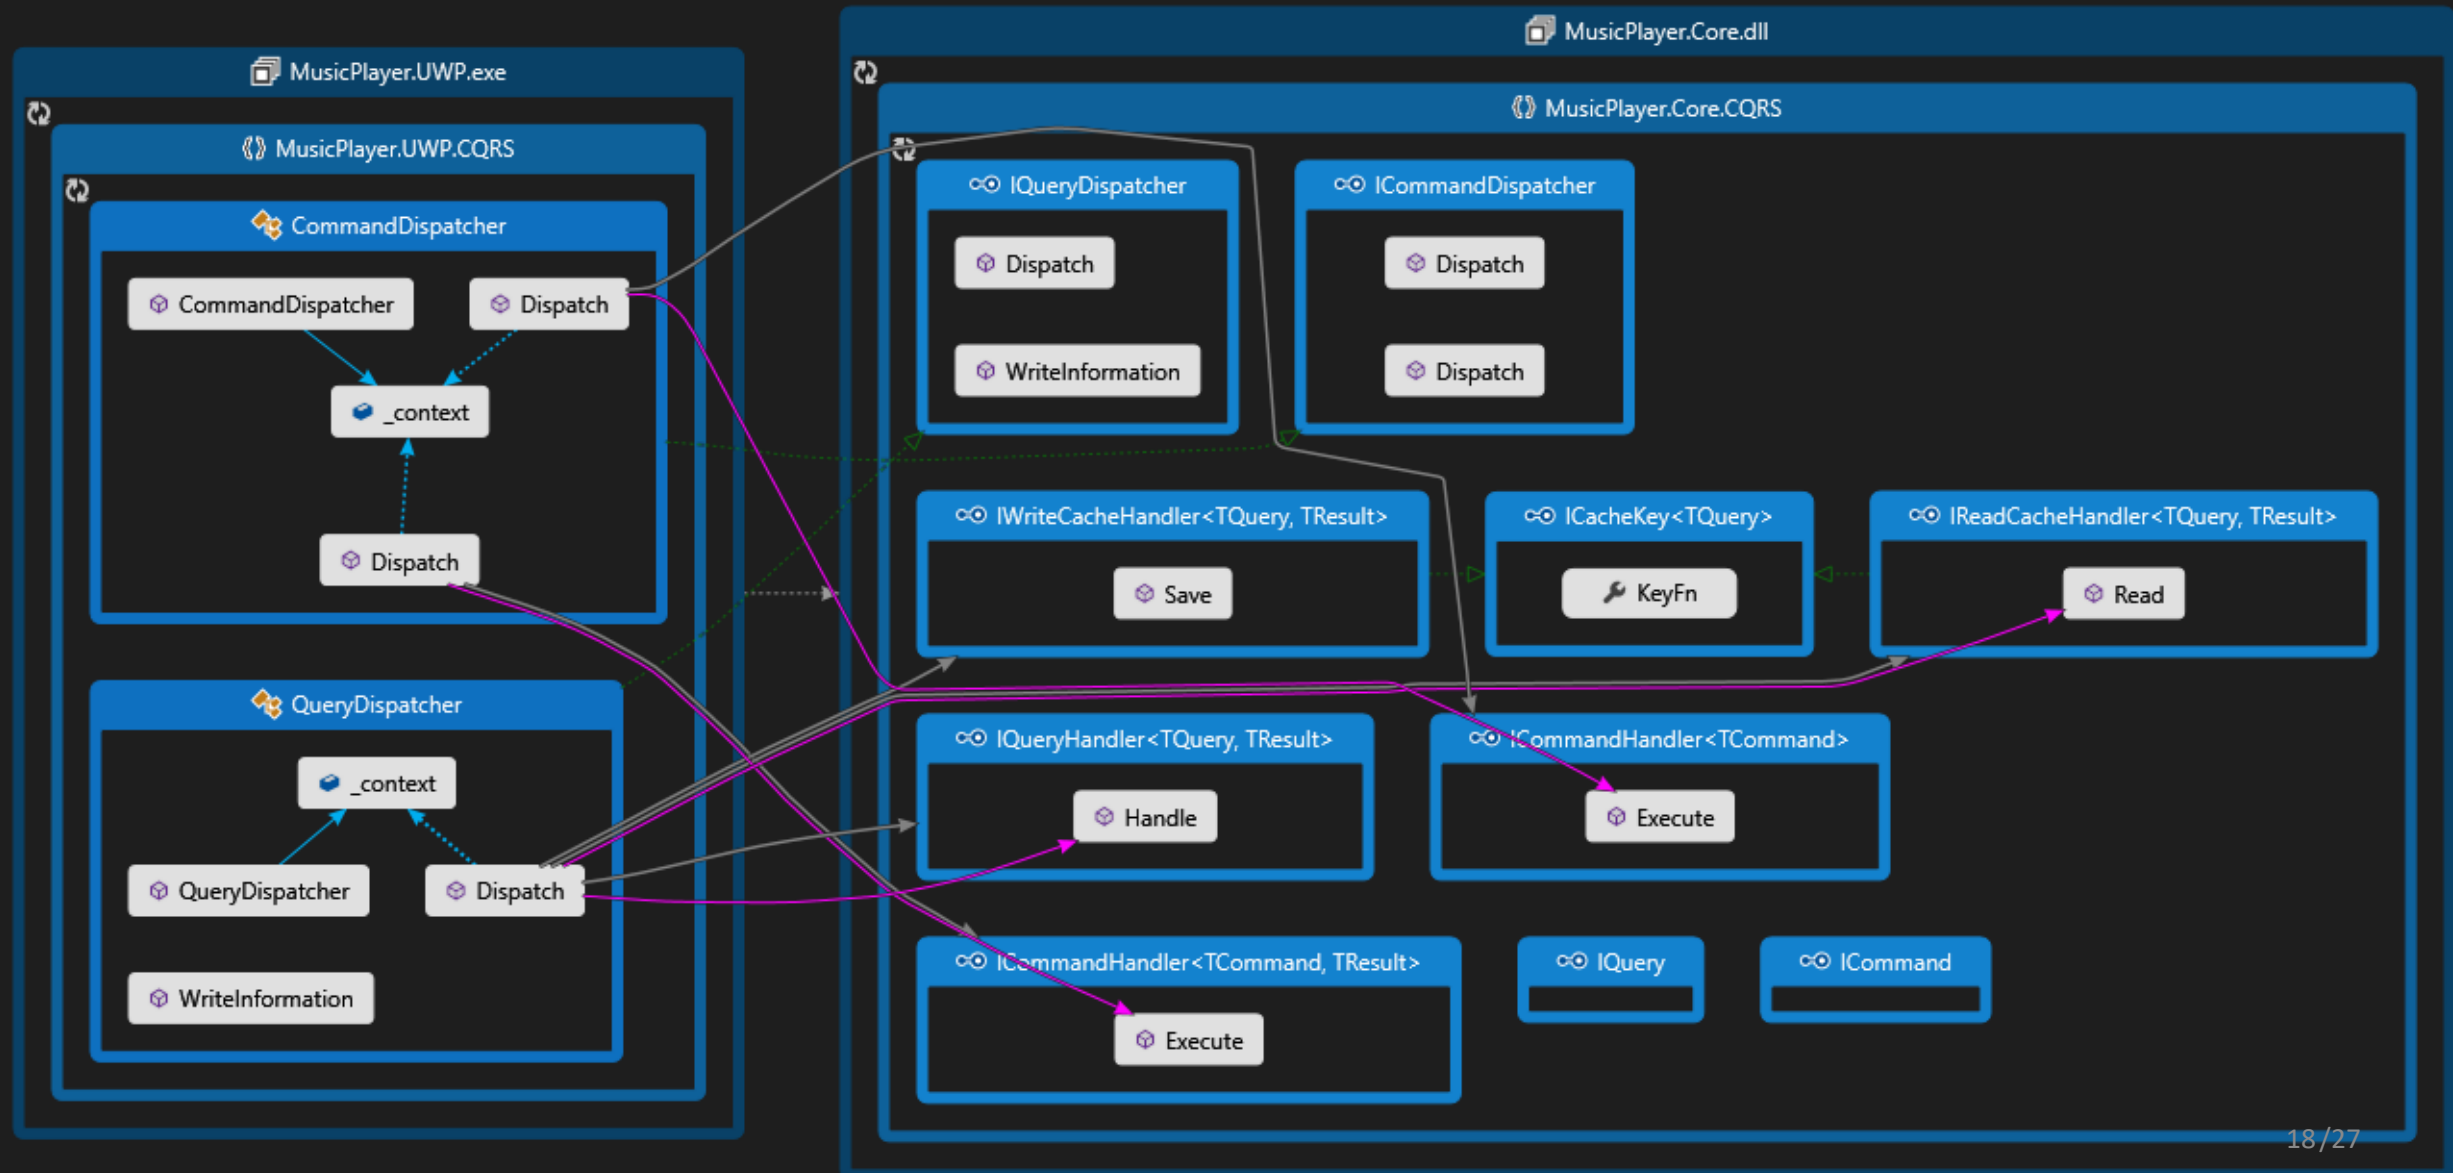 MusicPlayer.UWP.exe
MusicPlayer.UWP.CQRS
CommandDispatcher
CommandDispatcher
Dispatch
_context
Dispatch
QueryDispatcher
_context
QueryDispatcher
Dispatch
WriteInformation
MusicPlayer.Core.dll
MusicPlayer.Core.CQRS
IQueryDispatcher
Dispatch
WriteInformation
ICommandDispatcher
Dispatch
Dispatch
IWriteCacheHandler<TQuery, TResult>
Save
ICacheKey<TQuery>
KeyFn
IReadCacheHandler<TQuery, TResult>
Read
IQueryHandler<TQuery, TResult>
Handle
ICommandHandler<TCommand>
Execute
ICommandHandler<TCommand, TResult>
Execute
IQuery
ICommand
18/27